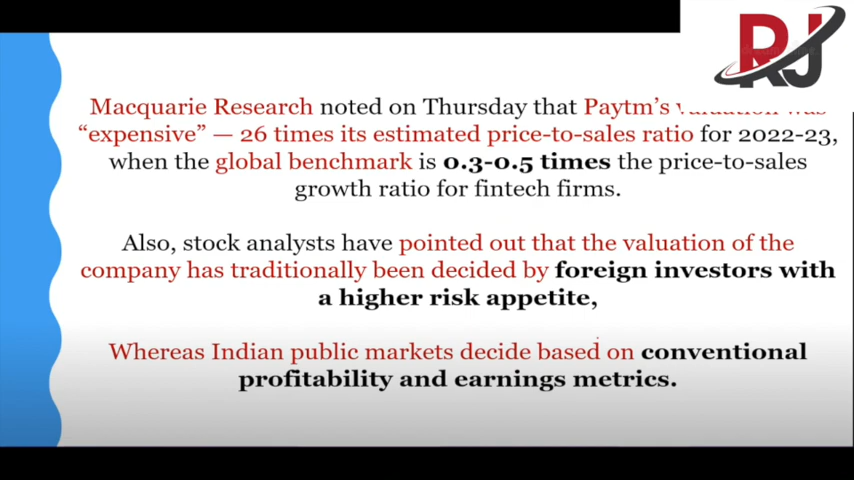 RJ
Macquarie Research noted on Thursday that Paytm's valuation was
“expensive” — 26 times its estimated price-to-sales ratio for 2022-23,
when the global benchmark is 0.3-0.5 times the price-to-sales
growth ratio for fintech firms.
Also, stock analysts have pointed out that the valuation of the
company has traditionally been decided by foreign investors with
a higher risk appetite,
Whereas Indian public markets decide based on conventional
profitability and earnings metrics.